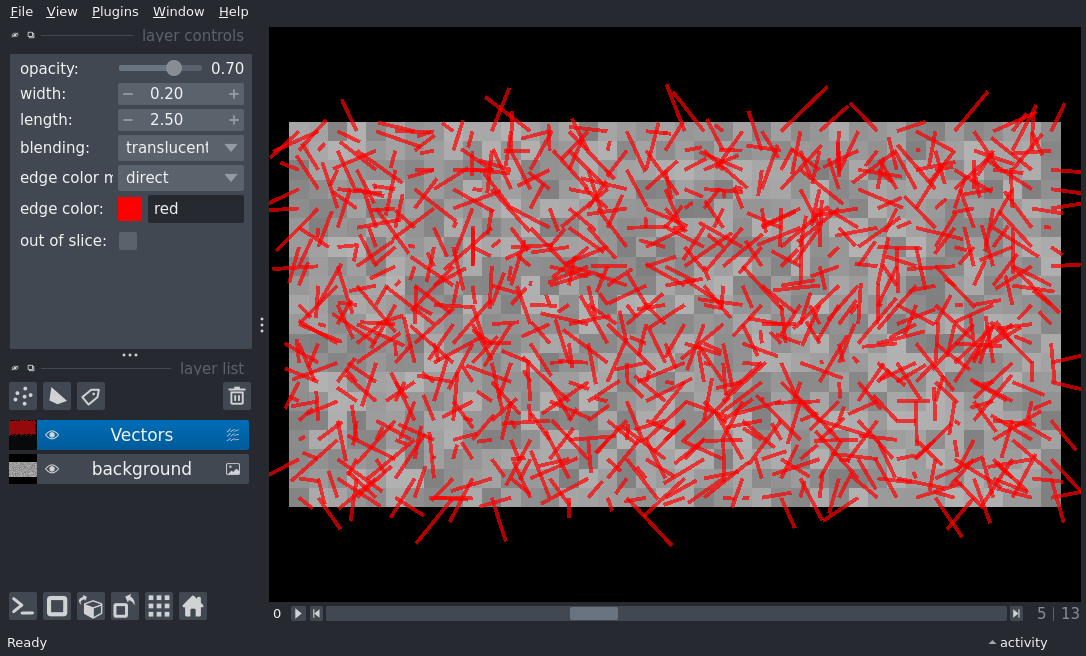 File View Plugins Window Help
layer controls
opacity: 0.70
width: 0.20
length: 2.50
blending: translucent
edge color m direct
edge color: red
out of slice:
layer list
Vectors
background
0 5 | 13
Ready activity